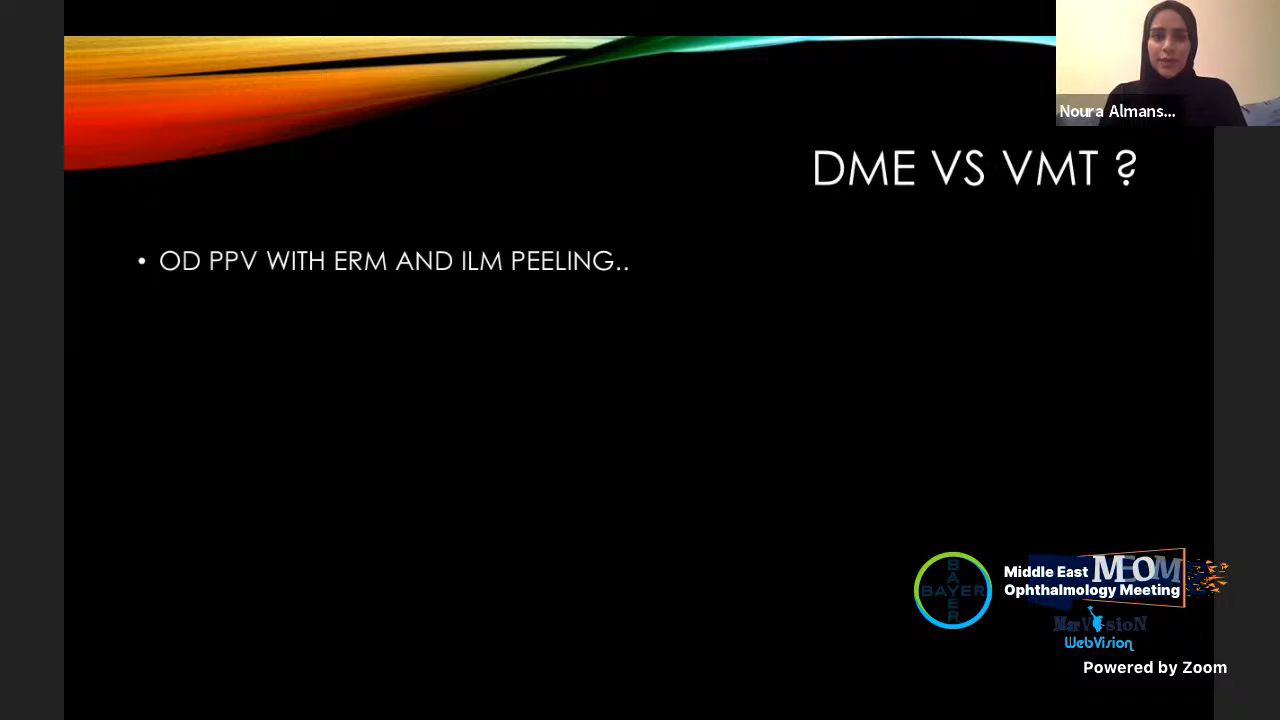 Noura Almans...
DME VS VMT ?
• OD PPV WITH ERM AND ILM PEELING..
BAYER
BAYER
Middle East
Ophthalmology Meeting
MEOM
WebVision
Powered by Zoom